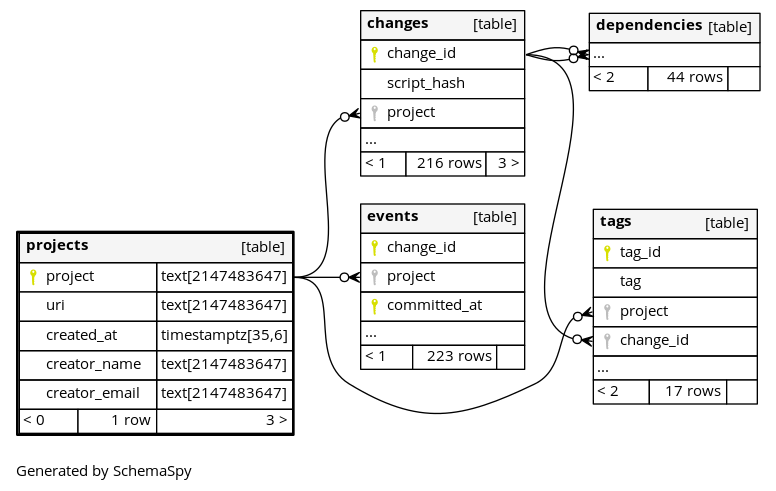 changes [table]
change_id
script_hash
project
...
< 1 216 rows 3 >
dependencies [table]
...
< 2 44 rows
events [table]
change_id
project
committed_at
...
< 1 223 rows
tags [table]
tag_id
tag
project
change_id
...
< 2 17 rows
projects [table]
project text[2147483647]
uri text[2147483647]
created_at timestamptz[35,6]
creator_name text[2147483647]
creator_email text[2147483647]
< 0 1 row 3 >
Generated by SchemaSpy